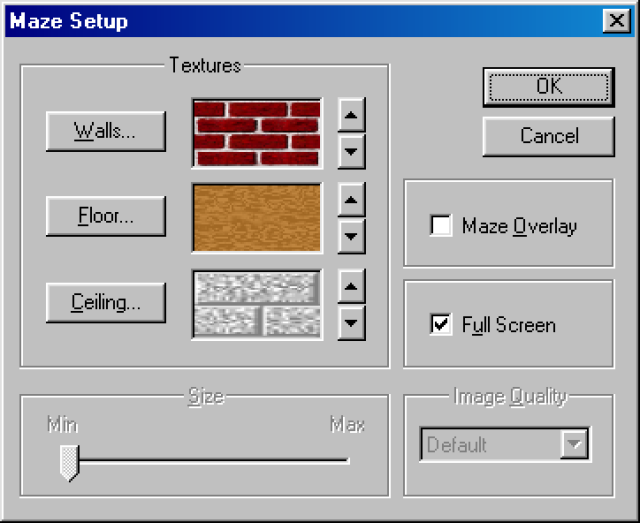 Maze Setup
Textures
Walls...
Floor...
Ceiling...
OK
Cancel
Maze Overlay
Full Screen
Size
Min
Max
Image Quality
Default